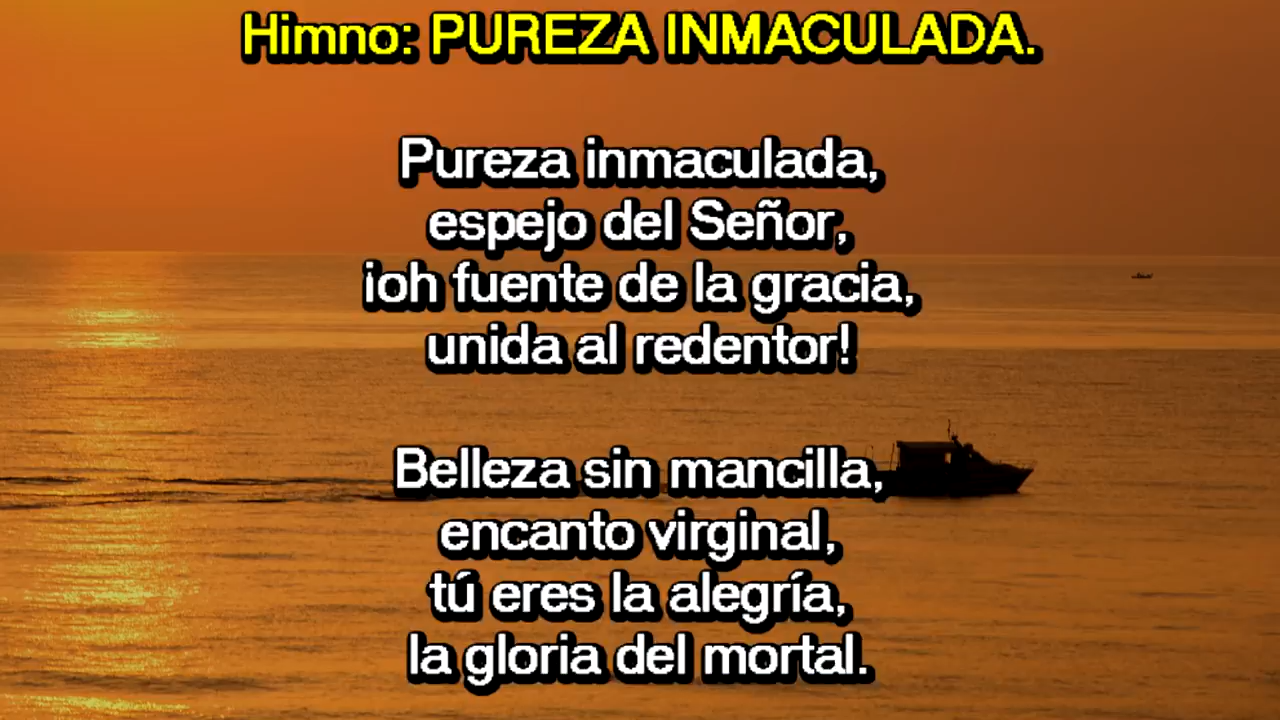 Himno: PUREZA INMACULADA.
Pureza inmaculada,
espejo del Señor,
¡oh fuente de la gracia,
unida al redentor!
Belleza sin mancilla,
encanto virginal,
tú eres la alegría,
la gloria del mortal.